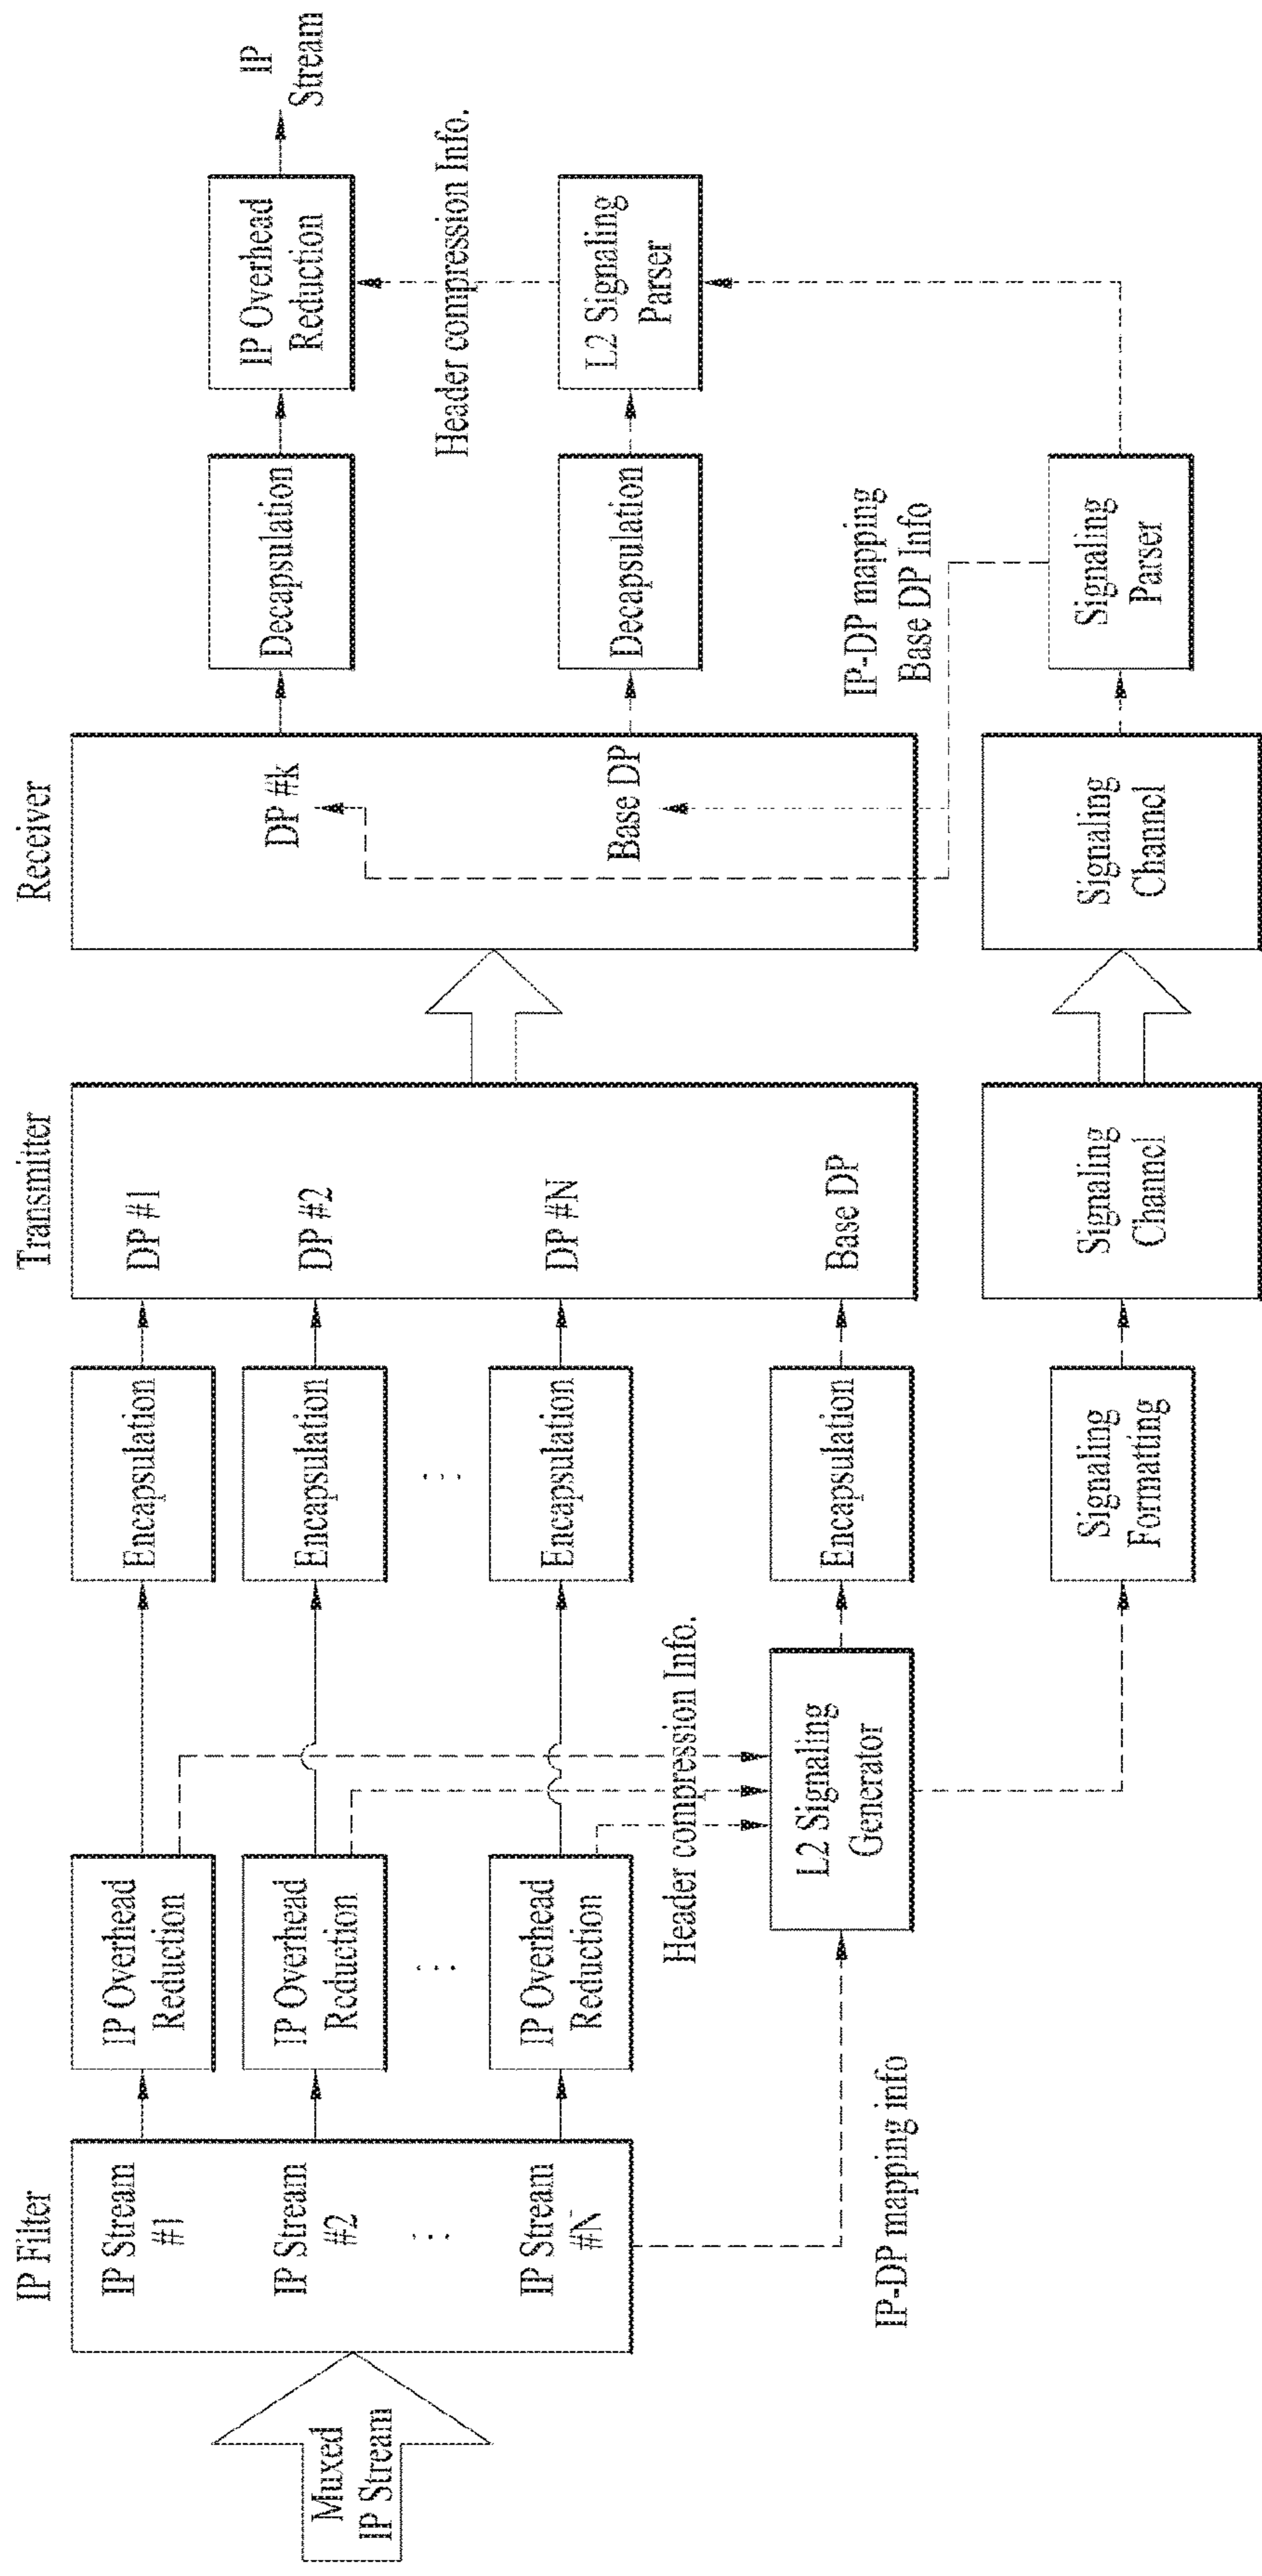 IP Filter
Transmitter
Receiver
Muxed
IP Stream
IP Stream
#1
IP Stream
#2
⋮
IP Stream
#N
IP Overhead
Reduction
IP Overhead
Reduction
⋮
IP Overhead
Reduction
Header compression Info.
IP-DP mapping info
L2 Signaling
Generator
Encapsulation
Encapsulation
⋮
Encapsulation
Encapsulation
Signaling
Formatting
DP #1
DP #2
DP #N
Base DP
Signaling
Channel
DP #k
Base DP
Signaling
Channel
Decapsulation
Decapsulation
IP-DP mapping
Base DP Info
Signaling
Parser
IP Overhead
Reduction
Header compression Info.
L2 Signaling
Parser
IP
Stream